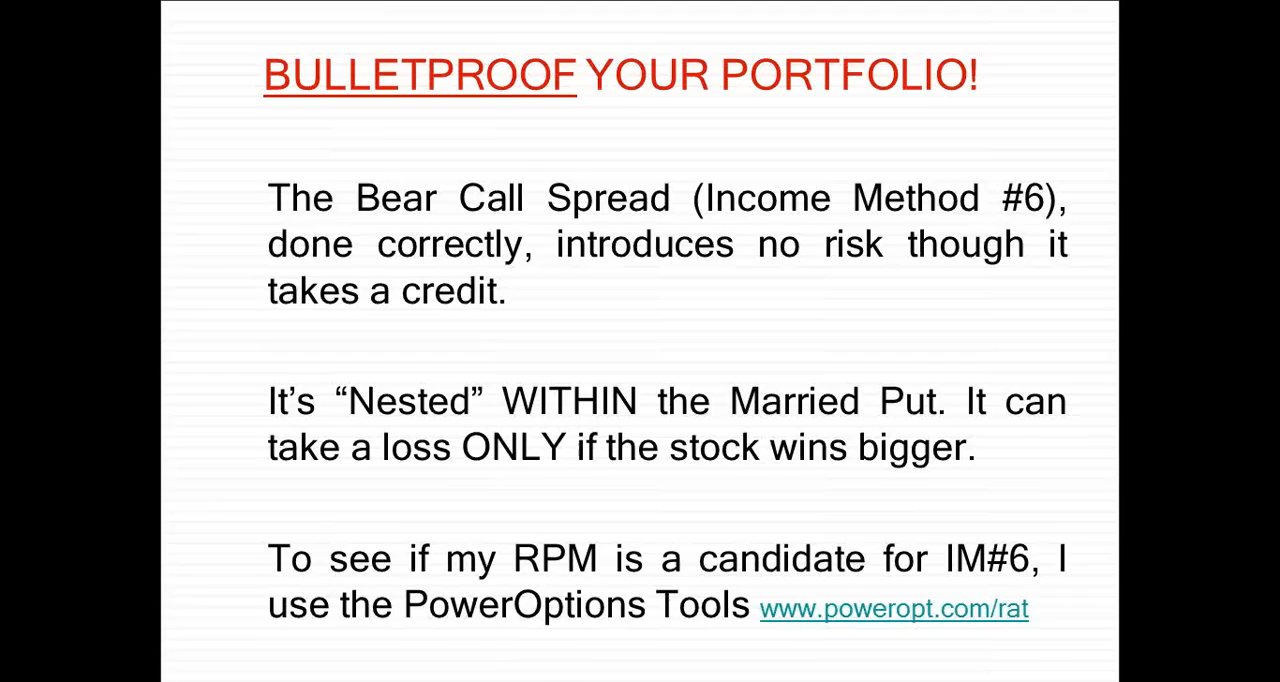 BULLETPROOF YOUR PORTFOLIO!
The Bear Call Spread (Income Method #6),
done correctly, introduces no risk though it
takes a credit.
It’s “Nested” WITHIN the Married Put. It can
take a loss ONLY if the stock wins bigger.
To see if my RPM is a candidate for IM#6, I
use the PowerOptions Tools www.poweropt.com/rat